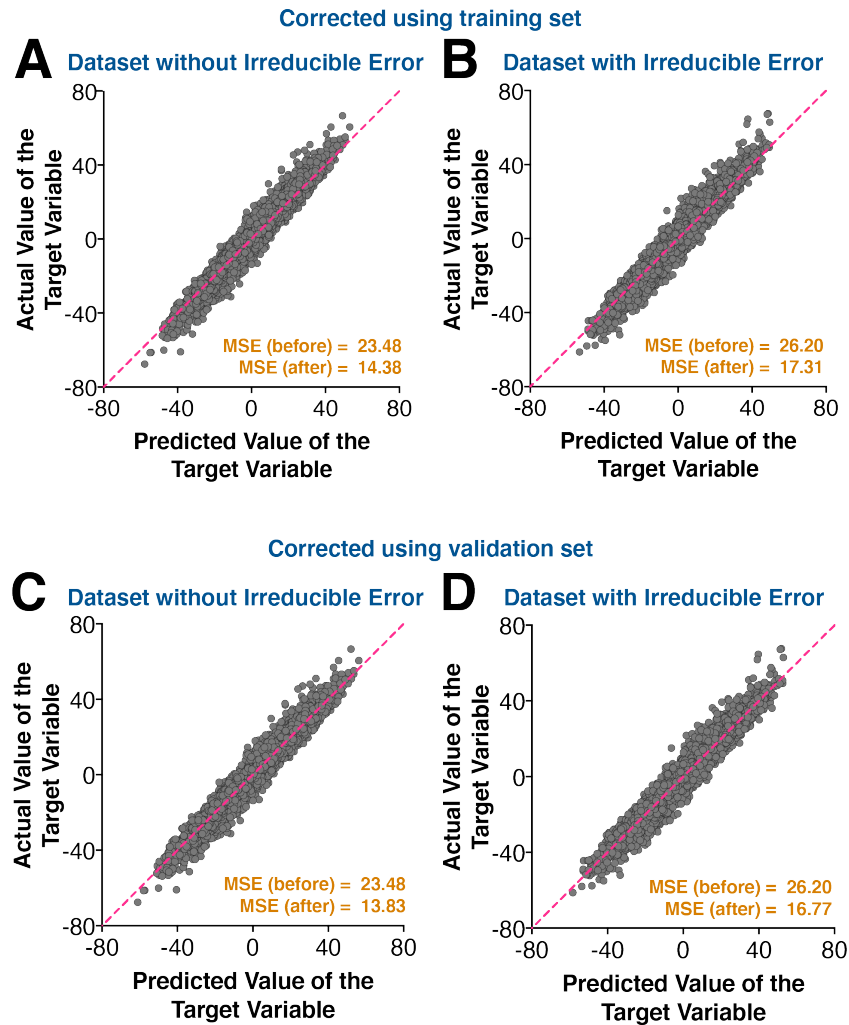 Corrected using training set
A Dataset without Irreducible Error
80
40
0
-40
-80
-80 -40 0 40 80
Actual Value of the
Target Variable
MSE (before) = 23.48
MSE (after) = 14.38
Predicted Value of the
Target Variable
B Dataset with Irreducible Error
80
40
0
-40
-80
-80 -40 0 40 80
Actual Value of the
Target Variable
MSE (before) = 26.20
MSE (after) = 17.31
Predicted Value of the
Target Variable
Corrected using validation set
C Dataset without Irreducible Error
80
40
0
-40
-80
-80 -40 0 40 80
Actual Value of the
Target Variable
MSE (before) = 23.48
MSE (after) = 13.83
Predicted Value of the
Target Variable
D Dataset with Irreducible Error
80
40
0
-40
-80
-80 -40 0 40 80
Actual Value of the
Target Variable
MSE (before) = 26.20
MSE (after) = 16.77
Predicted Value of the
Target Variable